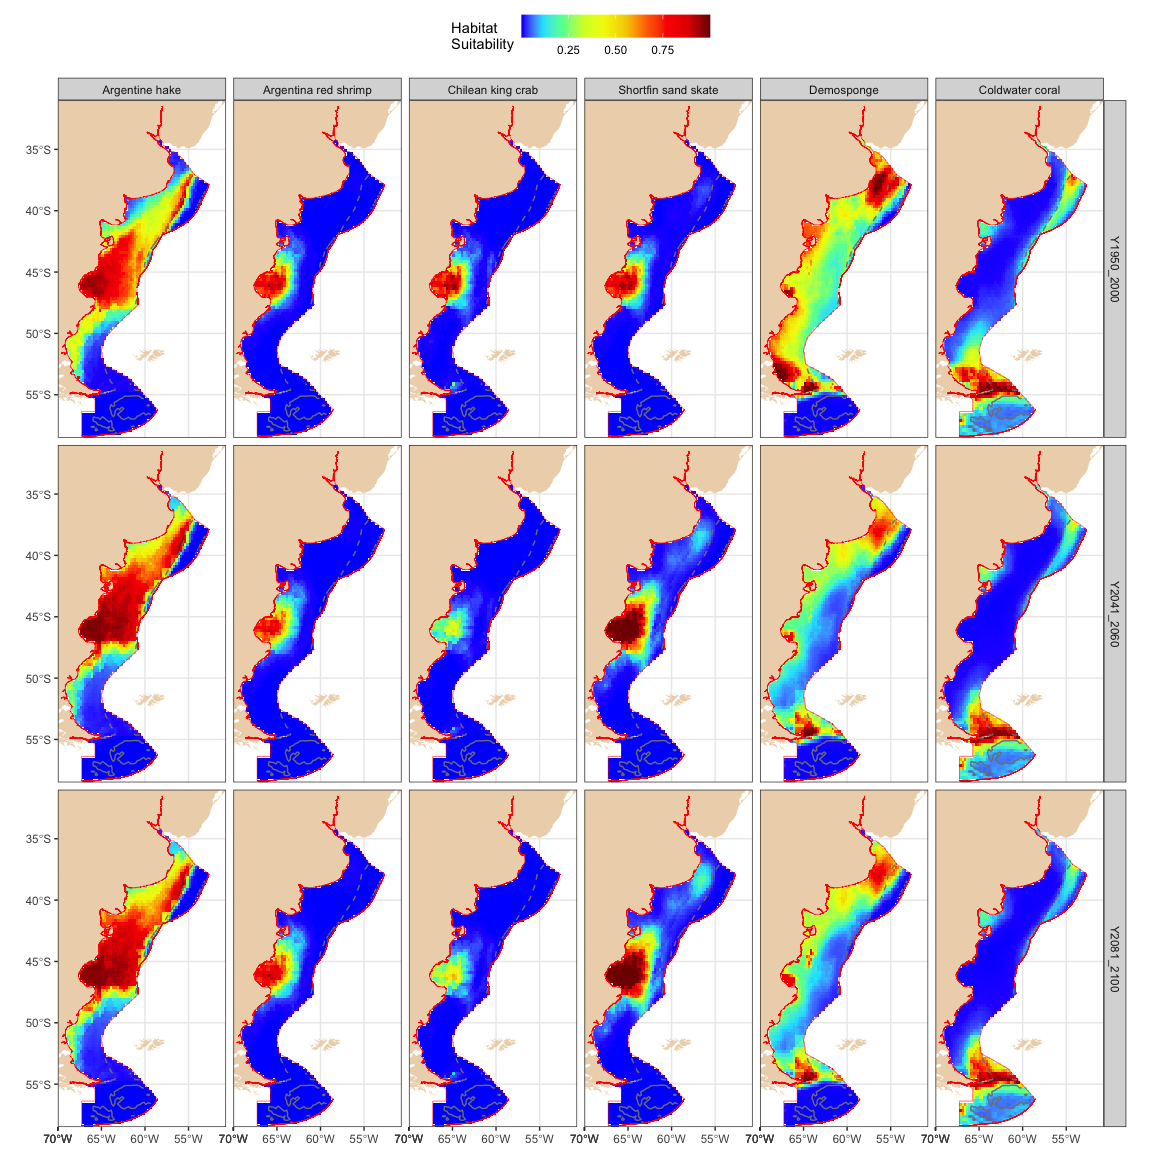 Habitat
Suitability
0.25 0.50 0.75
Argentine hake Argentina red shrimp Chilean king crab Shortfin sand skate Demosponge Coldwater coral
35°S
40°S
45°S
50°S
55°S
Y1950_2000
35°S
40°S
45°S
50°S
55°S
Y2041_2060
35°S
40°S
45°S
50°S
55°S
Y2081_2100
70°W 65°W 60°W 55°W 70°W 65°W 60°W 55°W 70°W 65°W 60°W 55°W 70°W 65°W 60°W 55°W 70°W 65°W 60°W 55°W 70°W 65°W 60°W 55°W